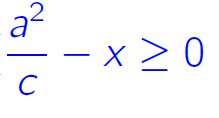 a²/c − x ≥ 0